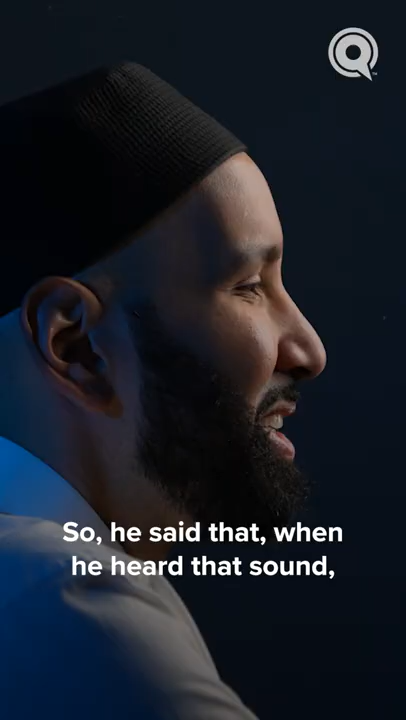 So, he said that, when
he heard that sound,